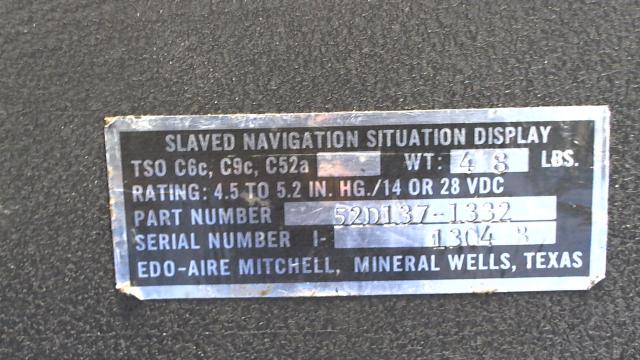 SLAVED NAVIGATION SITUATION DISPLAY
TSO C6c, C9c, C52a WT: 4 8 LBS.
RATING: 4.5 TO 5.2 IN. HG./14 OR 28 VDC
PART NUMBER 52D137-1332
SERIAL NUMBER I- 1304 B
EDO-AIRE MITCHELL, MINERAL WELLS, TEXAS